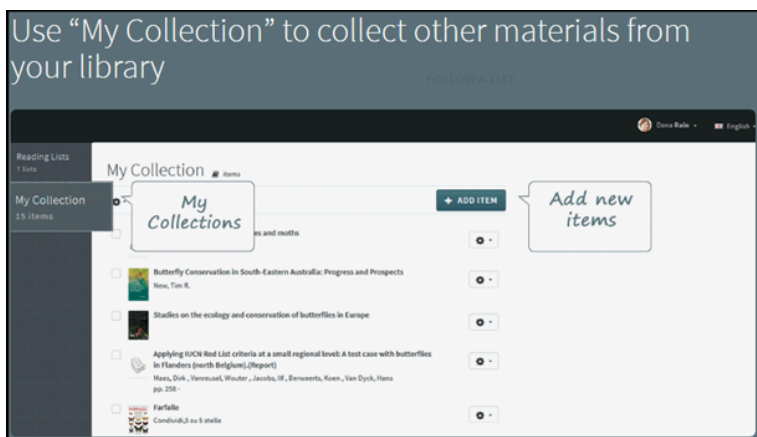 Use “My Collection” to collect other materials from
your library
FOLLOW A LIST
Dona Rain
English
Reading Lists
7 lists
My Collection
15 items
My Collection
items
My
Collections
+ ADD ITEM
Add new
items
es and moths
Butterfly Conservation in South-Eastern Australia: Progress and Prospects
New, Tim R.
Studies on the ecology and conservation of butterflies in Europe
Applying IUCN Red List criteria at a small regional level: A test case with butterflies
in Flanders (north Belgium).(Report)
Maes, Dirk , Vanreusel, Wouter , Jacobs, Ilf , Berwaerts, Koen , Van Dyck, Hans
pp. 258 -
Farfalle
Condividi,5 su 5 stelle